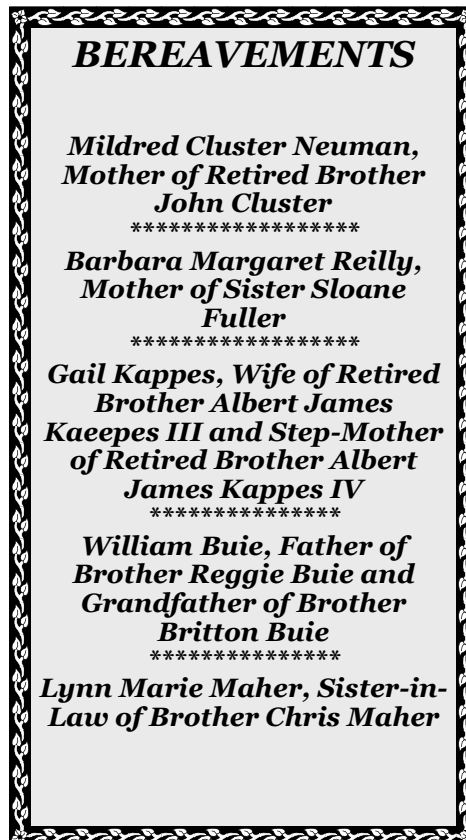 BEREAVEMENTS
Mildred Cluster Neuman,
Mother of Retired Brother
John Cluster
******************
Barbara Margaret Reilly,
Mother of Sister Sloane
Fuller
******************
Gail Kappes, Wife of Retired
Brother Albert James
Kaeepes III and Step-Mother
of Retired Brother Albert
James Kappes IV
***************
William Buie, Father of
Brother Reggie Buie and
Grandfather of Brother
Britton Buie
***************
Lynn Marie Maher, Sister-in-
Law of Brother Chris Maher